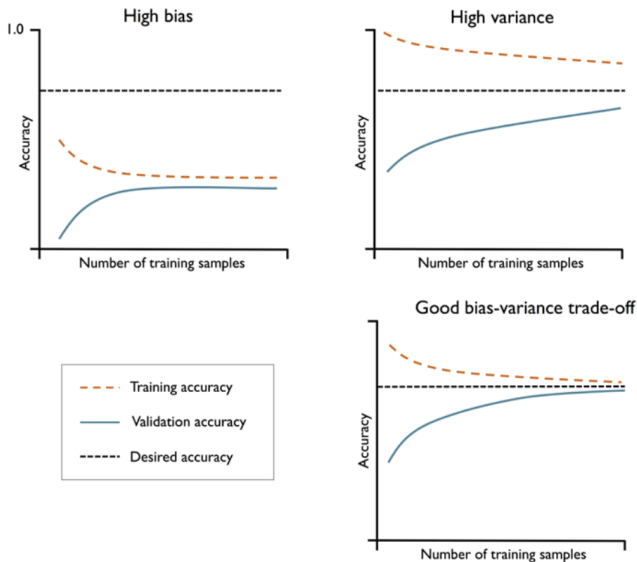 High bias
1.0
Accuracy
Number of training samples
High variance
Accuracy
Number of training samples
Training accuracy
Validation accuracy
Desired accuracy
Good bias-variance trade-off
Accuracy
Number of training samples